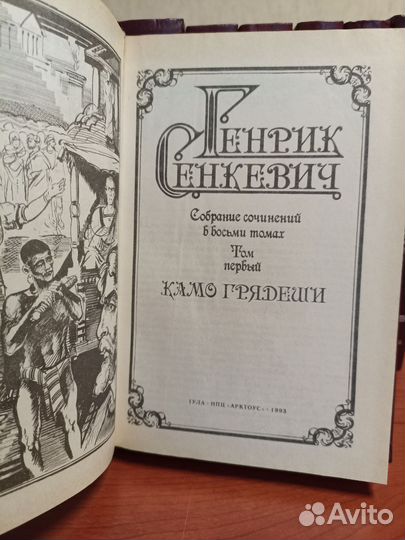 Генрик
Сенкевич
Собрание сочинений
в восьми томах
Том
первый
КАМО ГРЯДЕШИ
ТУЛА · НПЦ «АРКТОУС» · 1993
Avito